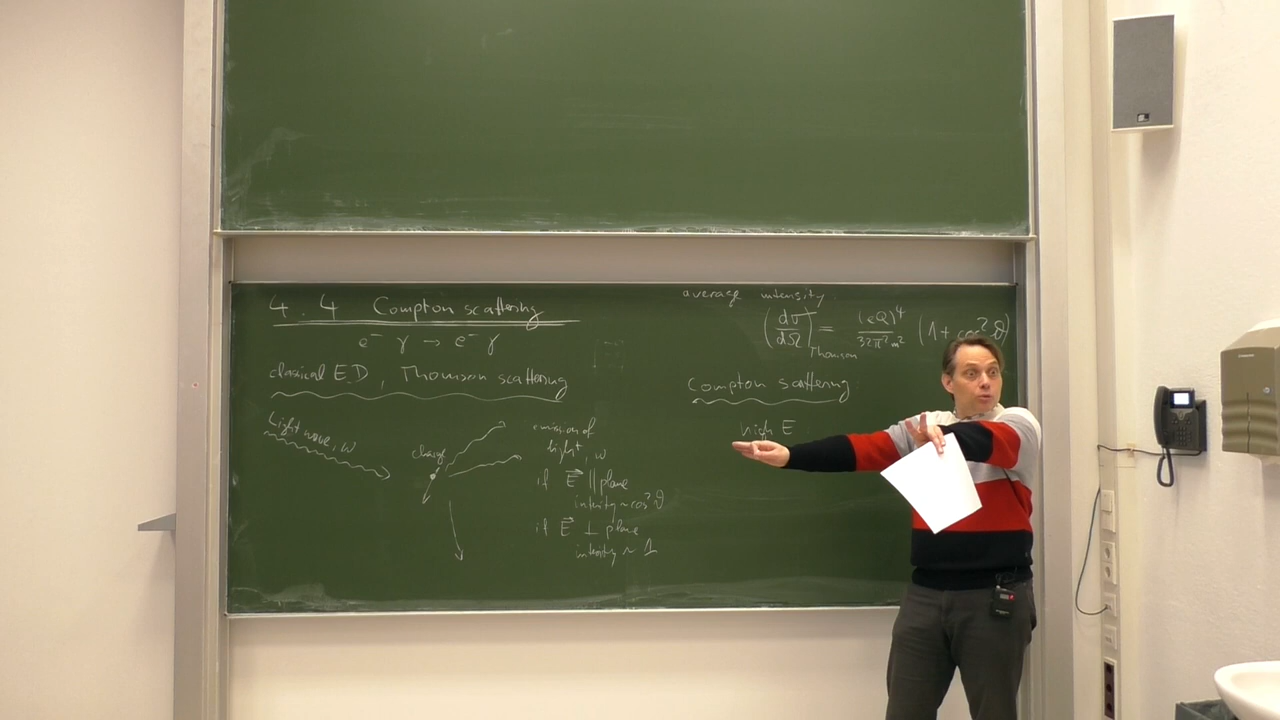 4.4 Compton scattering
e⁻ γ → e⁻ γ
classical ED, Thomson scattering
Light wave, ω
charge
emission of
light, ω
if E⃗ || plane
intensity ~ cos² ϑ
if E⃗ ⊥ plane
intensity ~ 1
average intensity:
(dσ/dΩ)_Thomson = (eQ)⁴/32π²m² (1 + cos² ϑ)
Compton scattering:
high E